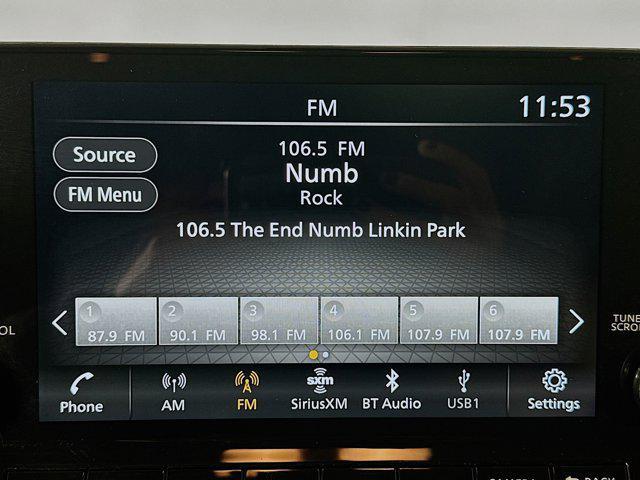 FM
11:53
Source
106.5 FM
Numb
FM Menu
Rock
106.5 The End Numb Linkin Park
1 2 3 4 5 6
87.9 FM 90.1 FM 98.1 FM 106.1 FM 107.9 FM 107.9 FM
OL
TUNE
SCROL
sxm
Phone AM FM SiriusXM BT Audio USB1 Settings
BACK